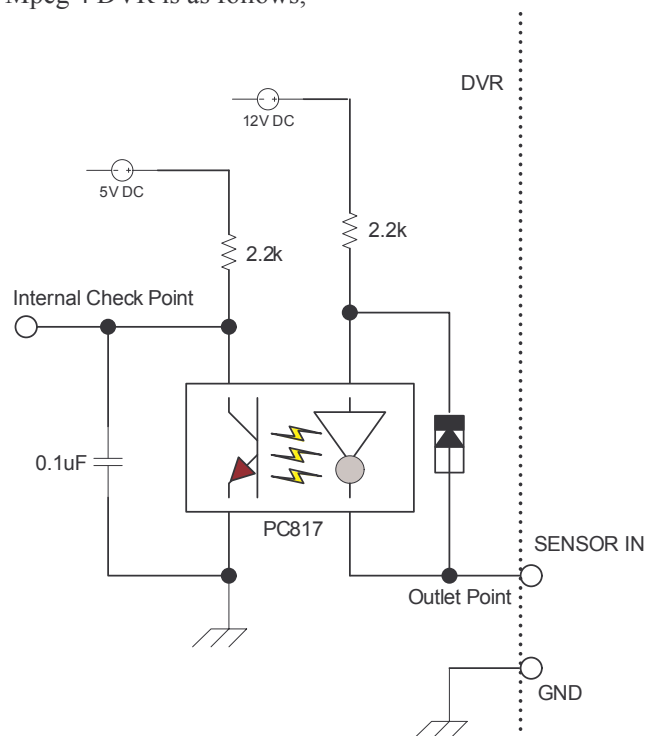 Mpeg-4 DVR is as follows,
DVR
12V DC
5V DC
2.2k
2.2k
Internal Check Point
0.1uF
PC817
SENSOR IN
Outlet Point
GND